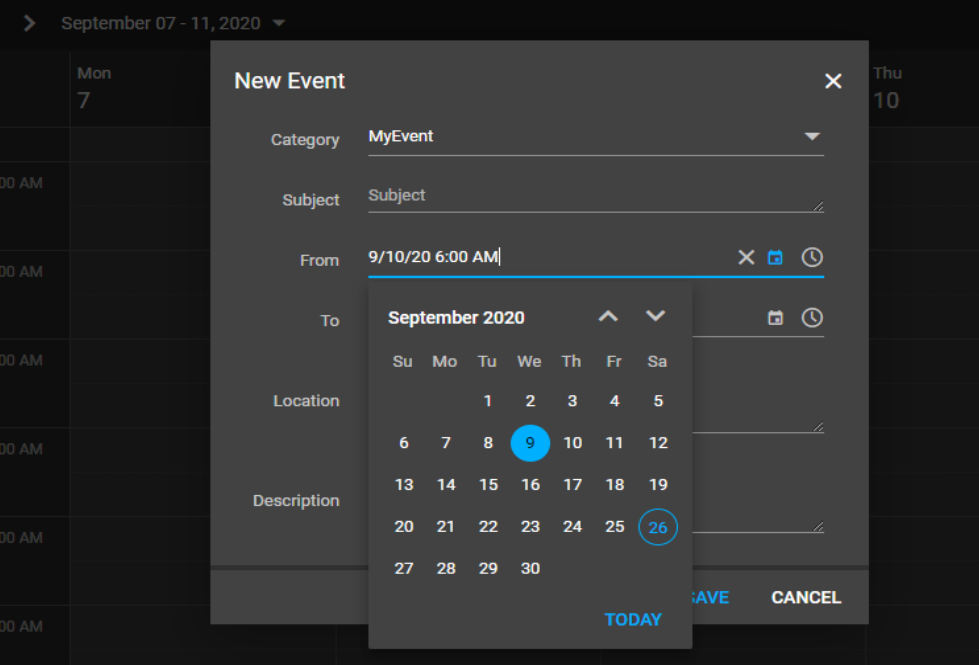 September 07 - 11, 2020
Mon
7
Thu
10
New Event
Category MyEvent
Subject Subject
From 9/10/20 6:00 AM
To
September 2020
Su Mo Tu We Th Fr Sa
1 2 3 4 5
6 7 8 9 10 11 12
13 14 15 16 17 18 19
20 21 22 23 24 25 26
27 28 29 30
TODAY
Location
Description
SAVE CANCEL
00 AM
00 AM
00 AM
00 AM
00 AM
00 AM